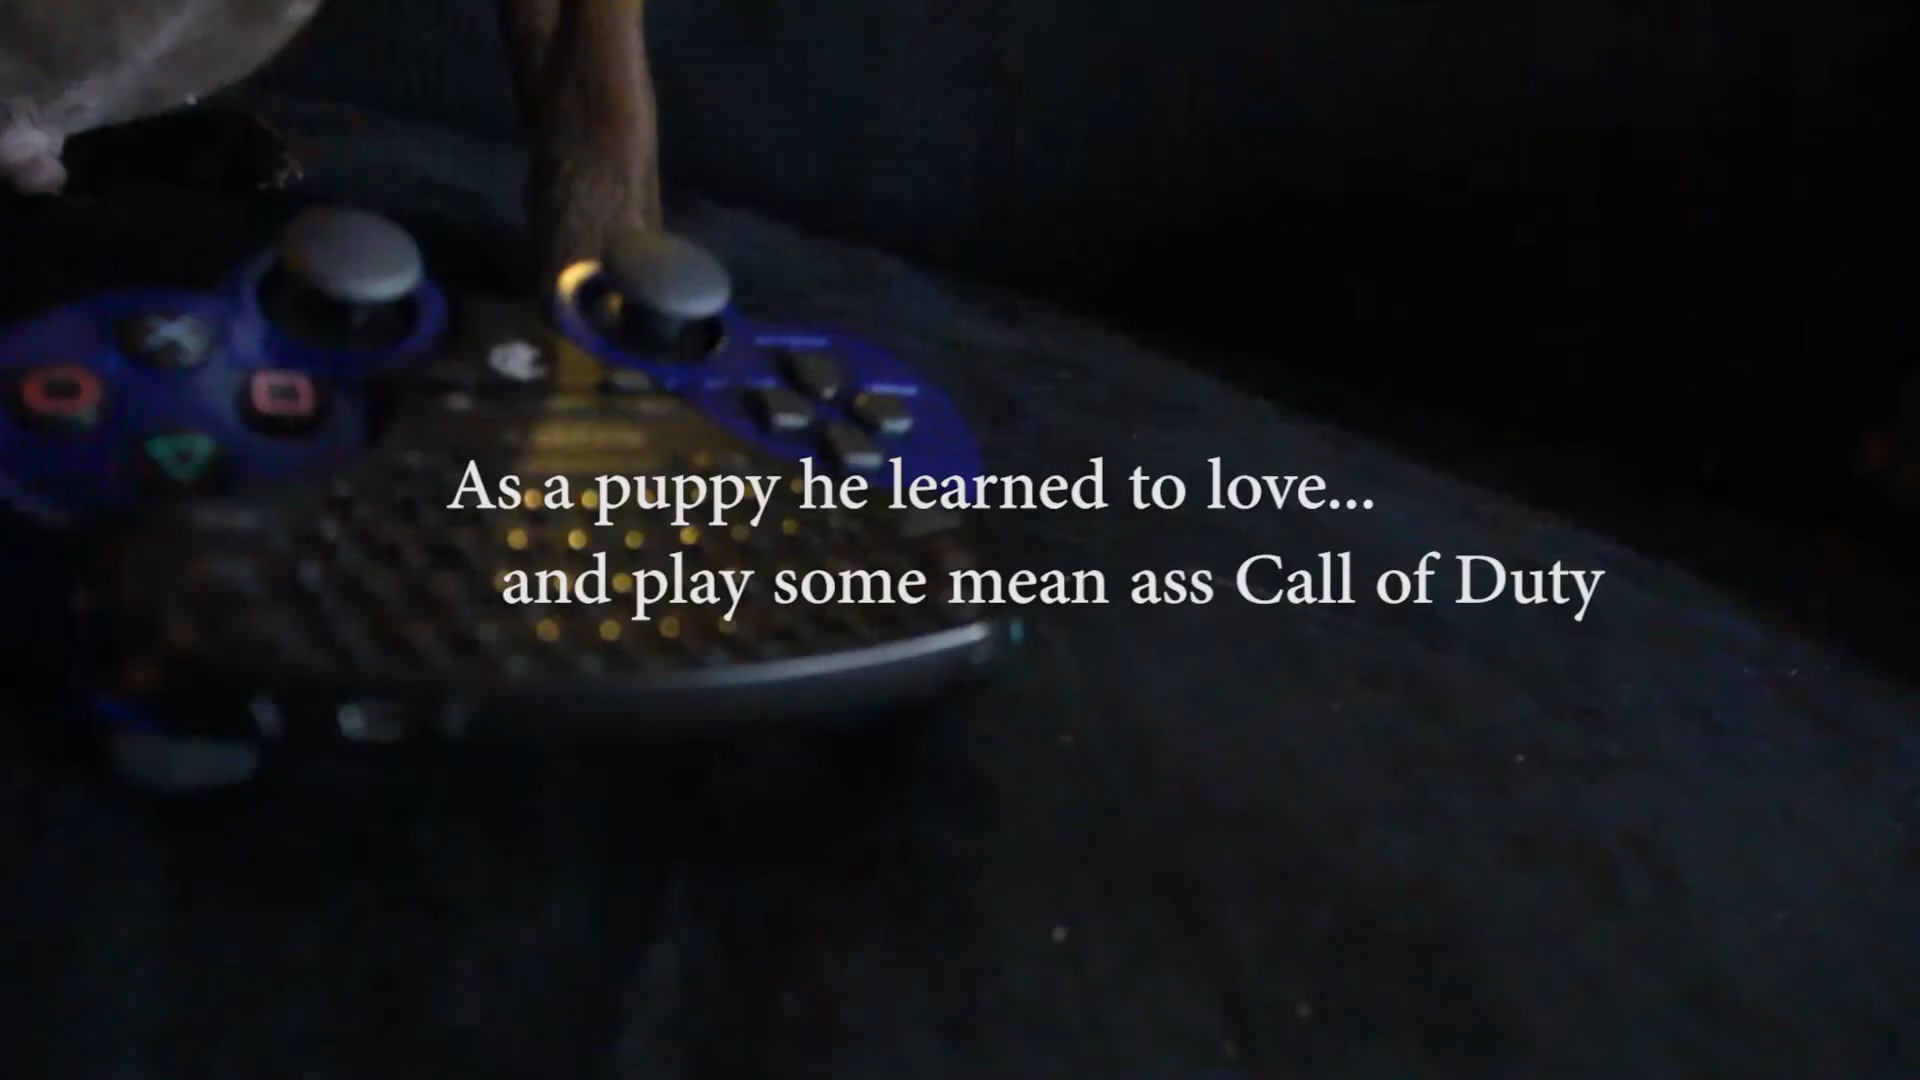 As a puppy he learned to love...
and play some mean ass Call of Duty